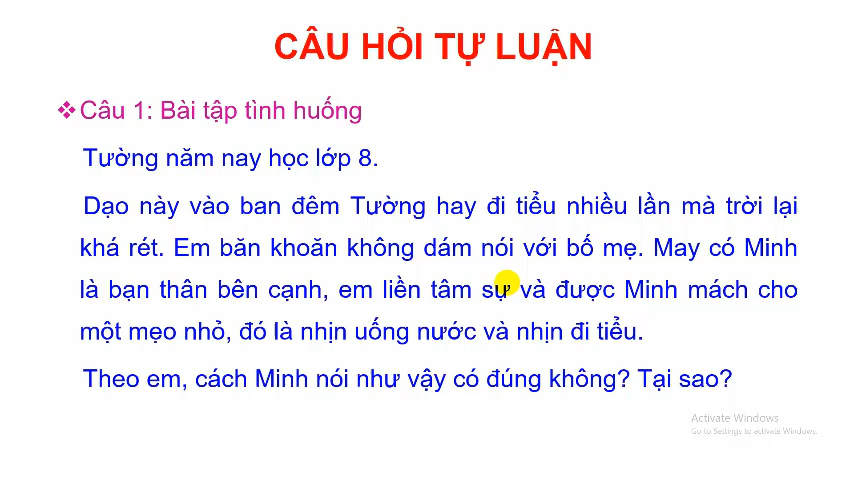 CÂU HỎI TỰ LUẬN
❖Câu 1: Bài tập tình huống
Tường năm nay học lớp 8.
Dạo này vào ban đêm Tường hay đi tiểu nhiều lần mà trời lại
khá rét. Em băn khoăn không dám nói với bố mẹ. May có Minh
là bạn thân bên cạnh, em liền tâm sự và được Minh mách cho
một mẹo nhỏ, đó là nhịn uống nước và nhịn đi tiểu.
Theo em, cách Minh nói như vậy có đúng không? Tại sao?
Activate Windows
Go to Settings to activate Windows.